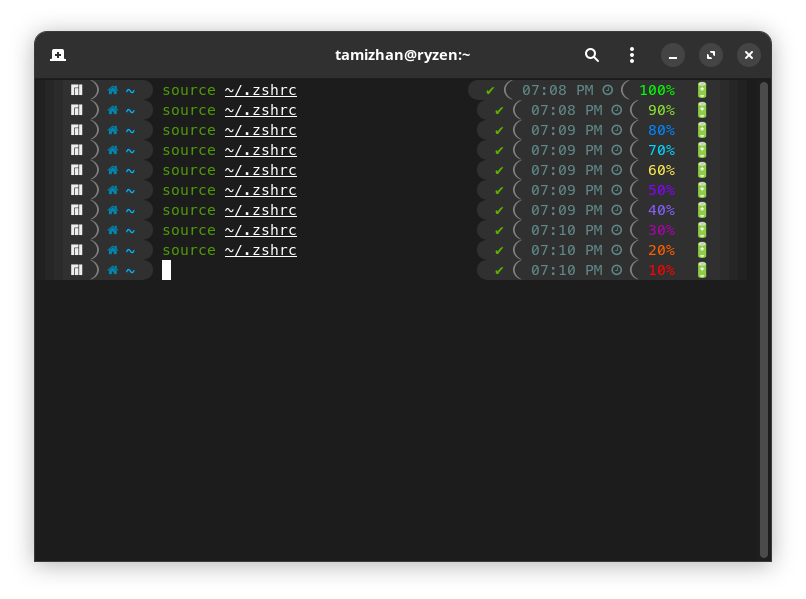 tamizhan@ryzen:~
~ source ~/.zshrc ✔ 07:08 PM 100%
~ source ~/.zshrc ✔ 07:08 PM 90%
~ source ~/.zshrc ✔ 07:09 PM 80%
~ source ~/.zshrc ✔ 07:09 PM 70%
~ source ~/.zshrc ✔ 07:09 PM 60%
~ source ~/.zshrc ✔ 07:09 PM 50%
~ source ~/.zshrc ✔ 07:09 PM 40%
~ source ~/.zshrc ✔ 07:10 PM 30%
~ source ~/.zshrc ✔ 07:10 PM 20%
~ ✔ 07:10 PM 10%